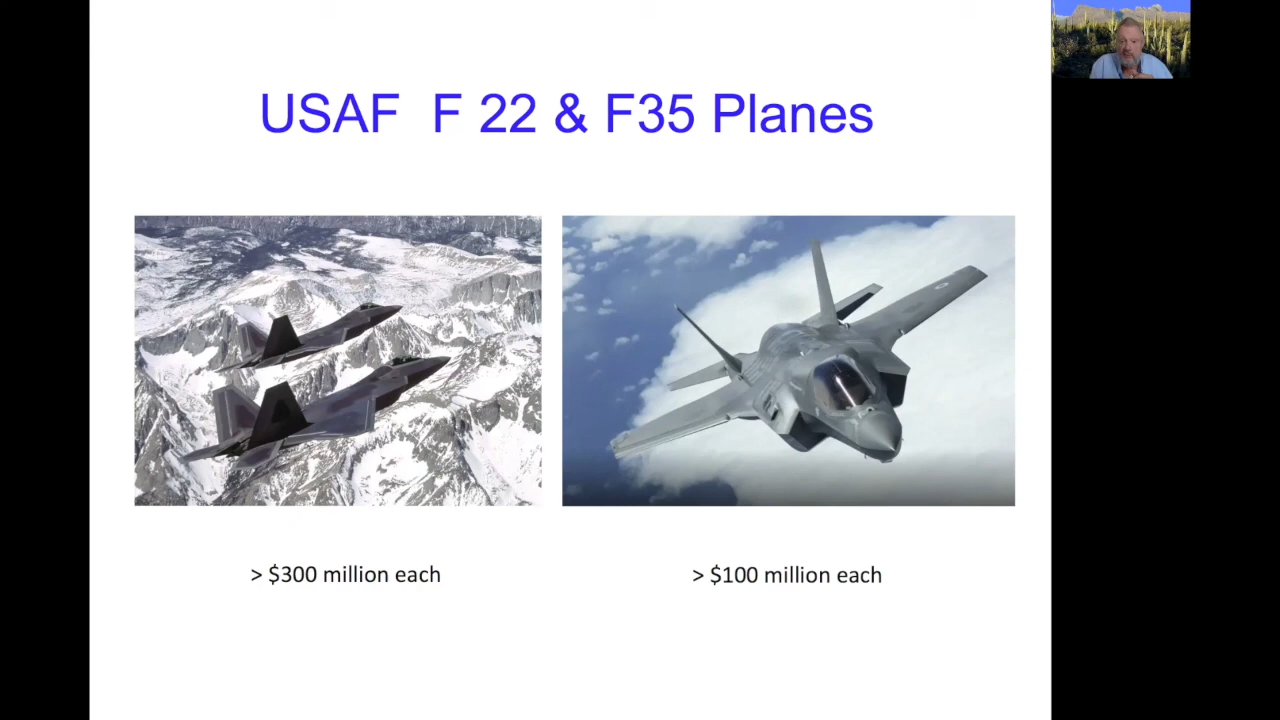 USAF  F 22 & F35 Planes
> $300 million each
> $100 million each